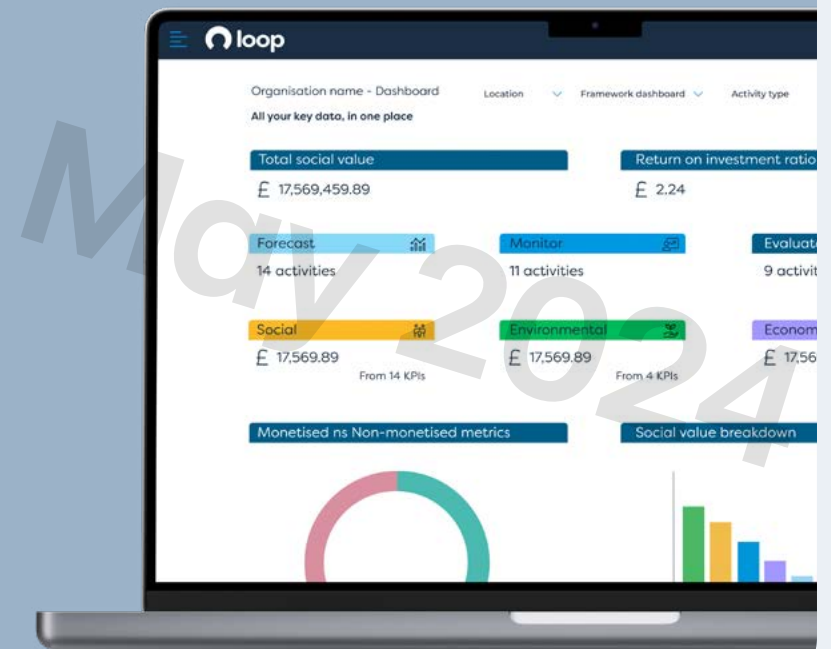 loop
Organisation name - Dashboard
Location
Framework dashboard
Activity type
All your key data, in one place
Total social value
Return on investment ratio
£ 17,569,459.89
£ 2.24
Forecast
Monitor
Evaluat
14 activities
11 activities
9 activit
Social
Environmental
Econom
£ 17,569.89
£ 17,569.89
£ 17,56
From 14 KPIs
From 4 KPIs
Monetised ns Non-monetised metrics
Social value breakdown
May 2024